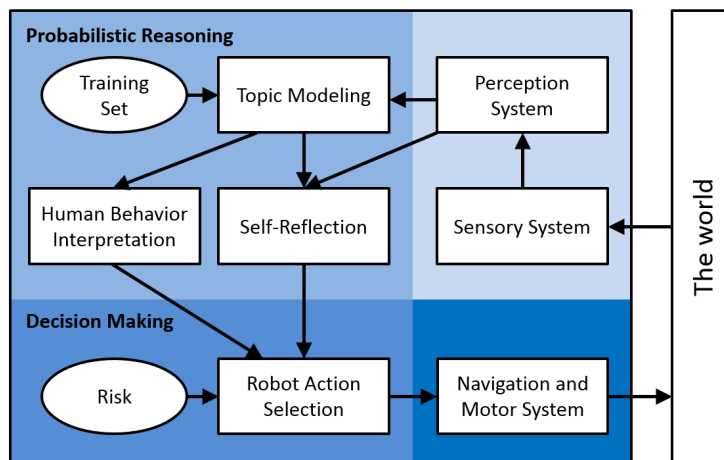 Probabilistic Reasoning
Training
Set
Topic Modeling
Perception
System
Human Behavior
Interpretation
Self-Reflection
Sensory System
The world
Decision Making
Risk
Robot Action
Selection
Navigation and
Motor System